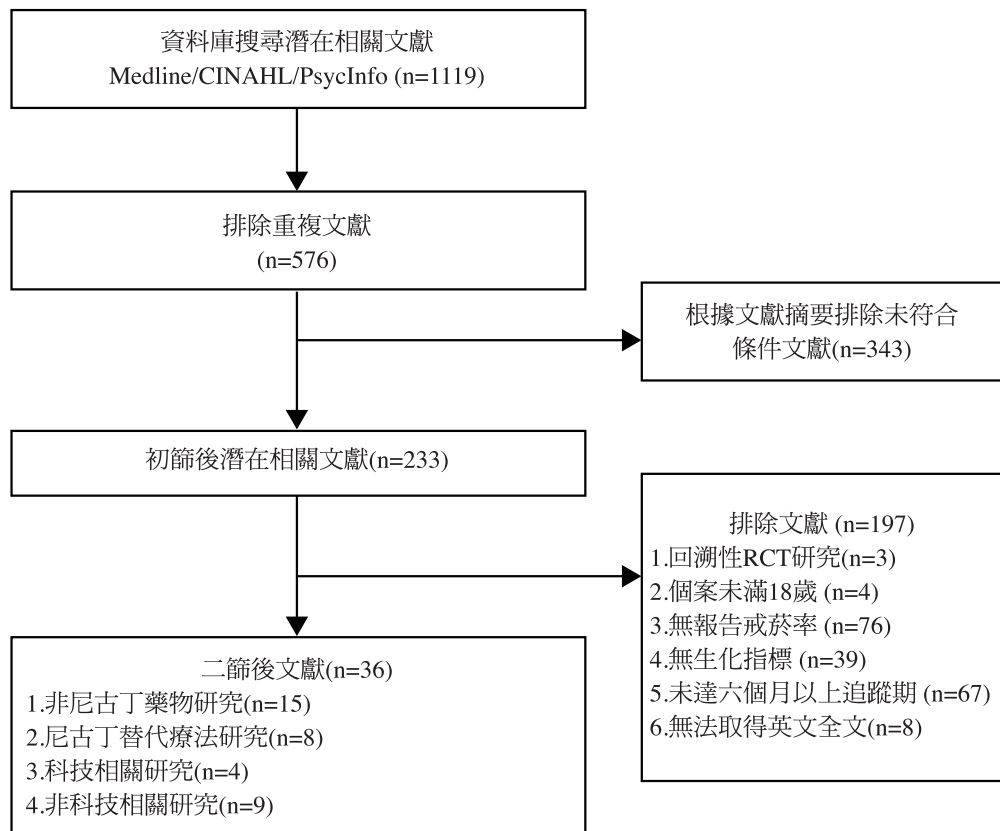 資料庫搜尋潛在相關文獻
Medline/CINAHL/PsycInfo (n=1119)
排除重複文獻
(n=576)
根據文獻摘要排除未符合
條件文獻(n=343)
初篩後潛在相關文獻(n=233)
排除文獻 (n=197)
1.回溯性RCT研究(n=3)
2.個案未滿18歲 (n=4)
3.無報告戒菸率 (n=76)
4.無生化指標 (n=39)
5.未達六個月以上追蹤期 (n=67)
6.無法取得英文全文(n=8)
二篩後文獻(n=36)
1.非尼古丁藥物研究(n=15)
2.尼古丁替代療法研究(n=8)
3.科技相關研究(n=4)
4.非科技相關研究(n=9)